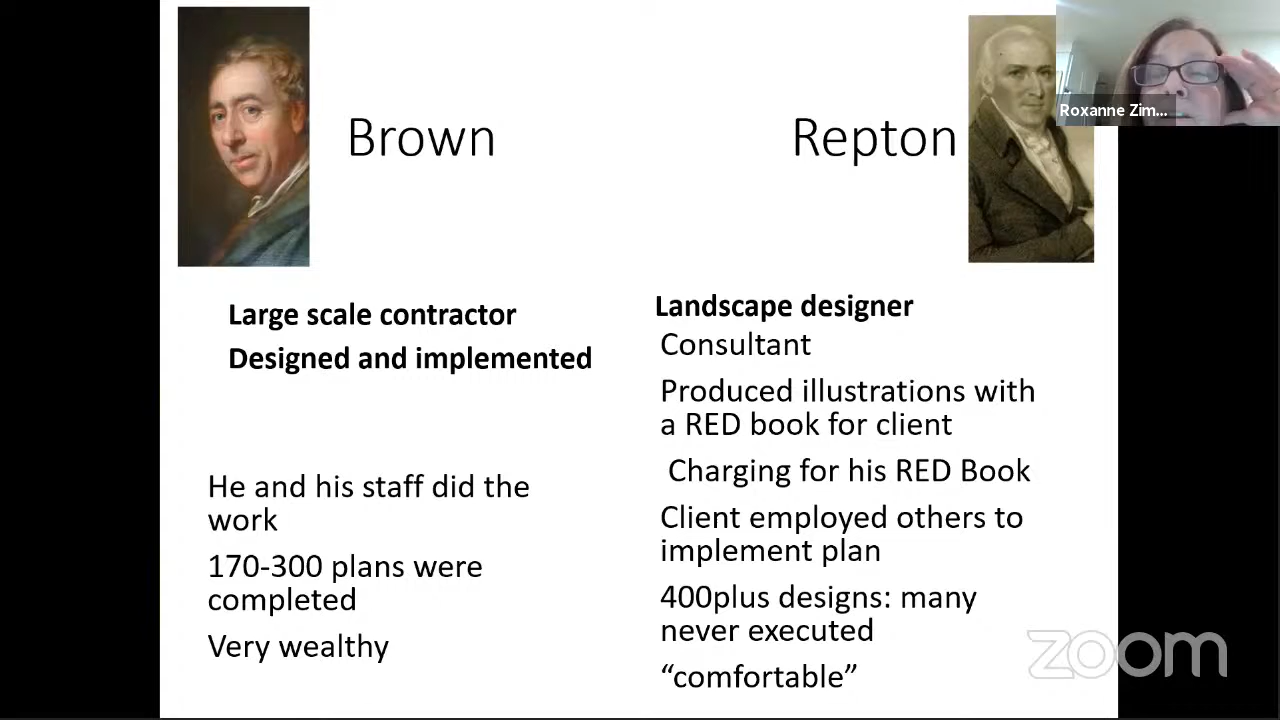 Brown
Repton
Roxanne Zim...
Large scale contractor
Designed and implemented
He and his staff did the
work
170-300 plans were
completed
Very wealthy
Landscape designer
Consultant
Produced illustrations with
a RED book for client
Charging for his RED Book
Client employed others to
implement plan
400plus designs: many
never executed
“comfortable”
zoom